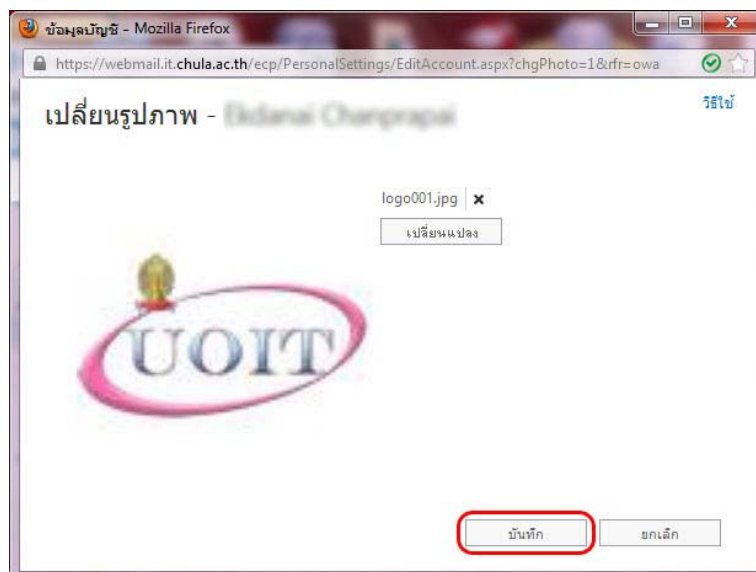 ข้อมูลบัญชี - Mozilla Firefox
https://webmail.it.chula.ac.th/ecp/PersonalSettings/EditAccount.aspx?chgPhoto=1&rfr=owa
เปลี่ยนรูปภาพ -
วิธีใช้
logo001.jpg
เปลี่ยนแปลง
UOIT
บันทึก ยกเลิก